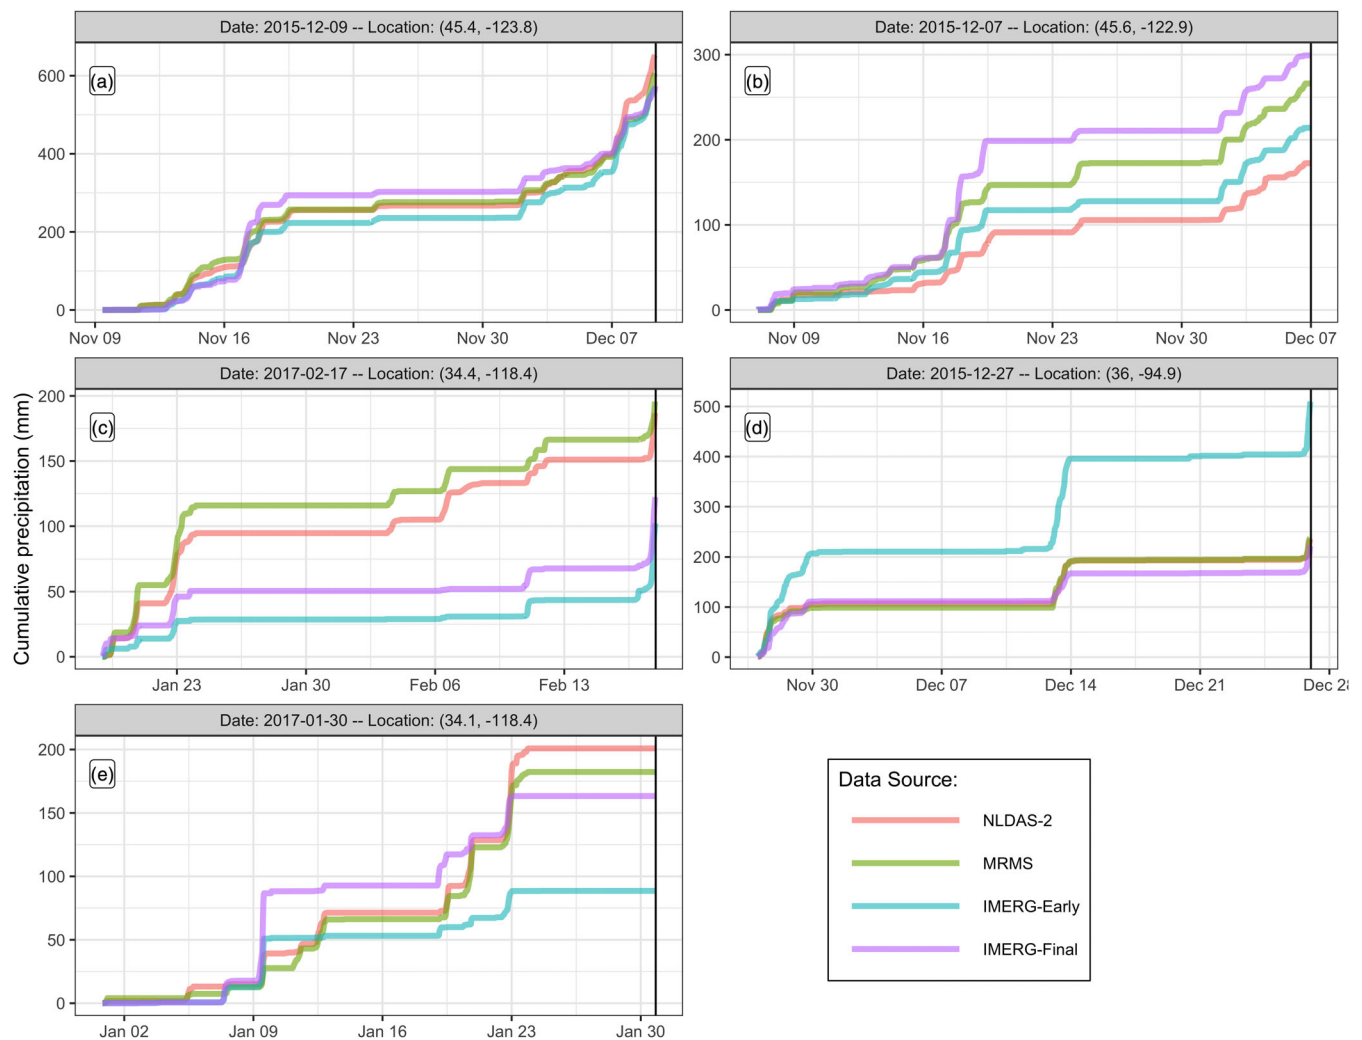 Date: 2015-12-09 -- Location: (45.4, -123.8)
(a)
600
400
200
0
Nov 09 Nov 16 Nov 23 Nov 30 Dec 07
Date: 2015-12-07 -- Location: (45.6, -122.9)
(b)
300
200
100
0
Nov 09 Nov 16 Nov 23 Nov 30 Dec 07
Cumulative precipitation (mm)
Date: 2017-02-17 -- Location: (34.4, -118.4)
(c)
200
150
100
50
0
Jan 23 Jan 30 Feb 06 Feb 13
Date: 2015-12-27 -- Location: (36, -94.9)
(d)
500
400
300
200
100
0
Nov 30 Dec 07 Dec 14 Dec 21 Dec 28
Date: 2017-01-30 -- Location: (34.1, -118.4)
(e)
200
150
100
50
0
Jan 02 Jan 09 Jan 16 Jan 23 Jan 30
Data Source:
NLDAS-2
MRMS
IMERG-Early
IMERG-Final